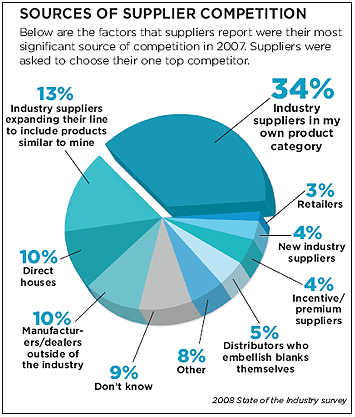 SOURCES OF SUPPLIER COMPETITION
Below are the factors that suppliers report were their most
significant source of competition in 2007. Suppliers were
asked to choose their one top competitor.
13%
Industry suppliers
expanding their line
to include products
similar to mine
34%
Industry
suppliers in my
own product
category
3%
Retailers
4%
New industry
suppliers
4%
Incentive/
premium
suppliers
5%
Distributors who
embellish blanks
themselves
8%
Other
9%
Don't know
10%
Manufactur-
ers/dealers
outside of
the industry
10%
Direct
houses
2008 State of the Industry survey